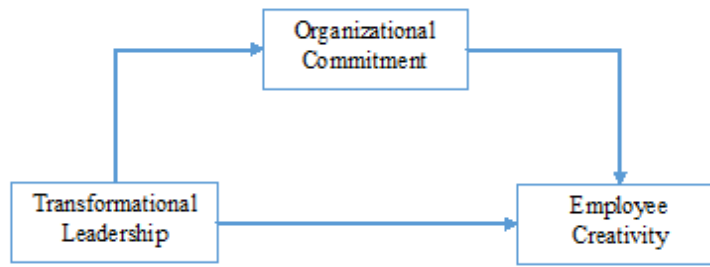 Organizational
Commitment
Transformational
Leadership
Employee
Creativity